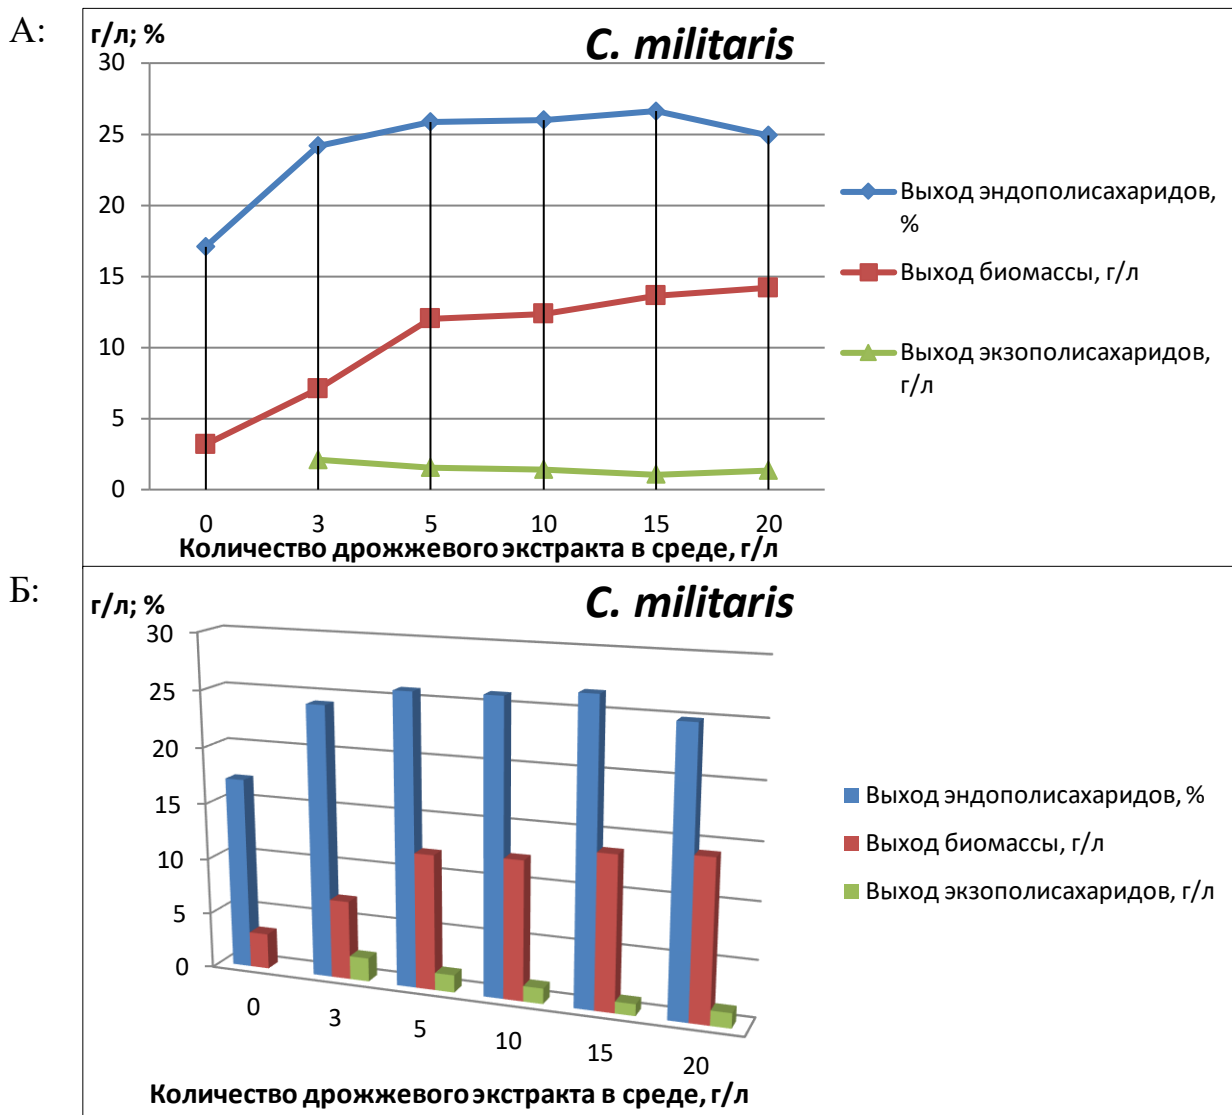 А:
г/л; %
C. militaris
30
25
20
15
10
5
0
0 3 5 10 15 20
Количество дрожжевого экстракта в среде, г/л
Выход эндополисахаридов,
%
Выход биомассы, г/л
Выход экзополисахаридов,
г/л
Б:
г/л; %
C. militaris
30
25
20
15
10
5
0
0 3 5 10 15 20
Количество дрожжевого экстракта в среде, г/л
Выход эндополисахаридов, %
Выход биомассы, г/л
Выход экзополисахаридов, г/л